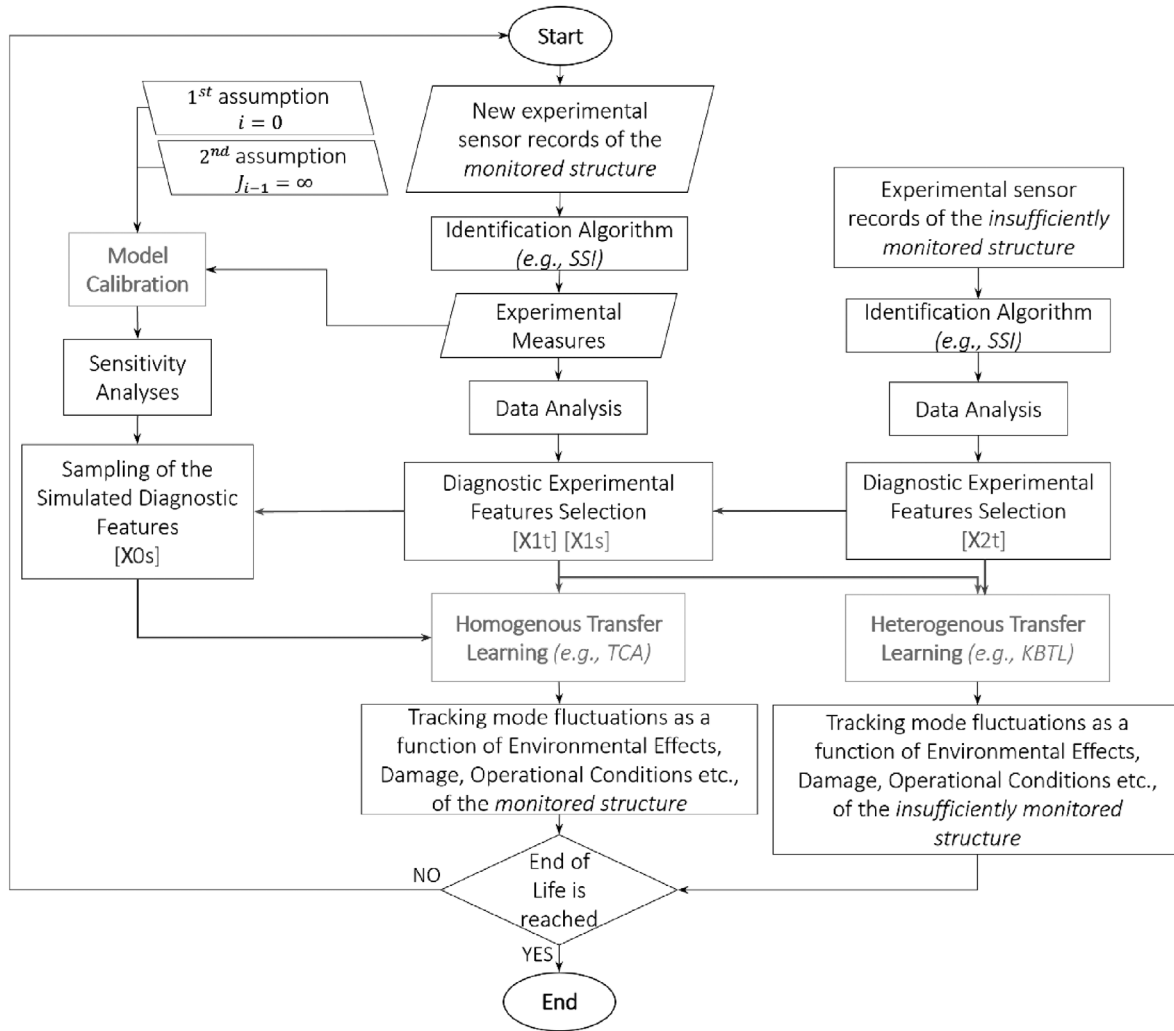 Start
1st assumption
i = 0
2nd assumption
Jᵢ₋₁ = ∞
New experimental
sensor records of the
monitored structure
Experimental sensor
records of the insufficiently
monitored structure
Model
Calibration
Identification Algorithm
(e.g., SSI)
Identification Algorithm
(e.g., SSI)
Experimental
Measures
Sensitivity
Analyses
Data Analysis
Data Analysis
Sampling of the
Simulated Diagnostic
Features
[X0s]
Diagnostic Experimental
Features Selection
[X1t] [X1s]
Diagnostic Experimental
Features Selection
[X2t]
Homogenous Transfer
Learning (e.g., TCA)
Heterogenous Transfer
Learning (e.g., KBTL)
Tracking mode fluctuations as a
function of Environmental Effects,
Damage, Operational Conditions etc.,
of the monitored structure
Tracking mode fluctuations as a
function of Environmental Effects,
Damage, Operational Conditions etc.,
of the insufficiently monitored
structure
NO
End of
Life is
reached
YES
End